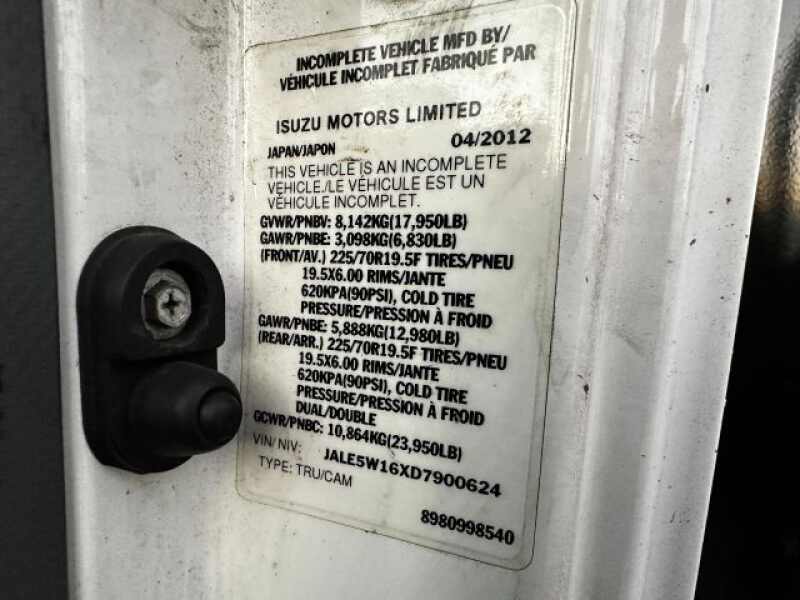 INCOMPLETE VEHICLE MFD BY/
VÉHICULE INCOMPLET FABRIQUÉ PAR
ISUZU MOTORS LIMITED
JAPAN/JAPON 04/2012
THIS VEHICLE IS AN INCOMPLETE
VEHICLE./LE VÉHICULE EST UN
VÉHICULE INCOMPLET.
GVWR/PNBV: 8,142KG(17,950LB)
GAWR/PNBE: 3,098KG(6,830LB)
(FRONT/AV.) 225/70R19.5F TIRES/PNEU
19.5X6.00 RIMS/JANTE
620KPA(90PSI), COLD TIRE
PRESSURE/PRESSION À FROID
GAWR/PNBE: 5,888KG(12,980LB)
(REAR/ARR.) 225/70R19.5F TIRES/PNEU
19.5X6.00 RIMS/JANTE
620KPA(90PSI), COLD TIRE
PRESSURE/PRESSION À FROID
DUAL/DOUBLE
GCWR/PNBC: 10,864KG(23,950LB)
VIN/NIV: JALE5W16XD7900624
TYPE: TRU/CAM
8980998540